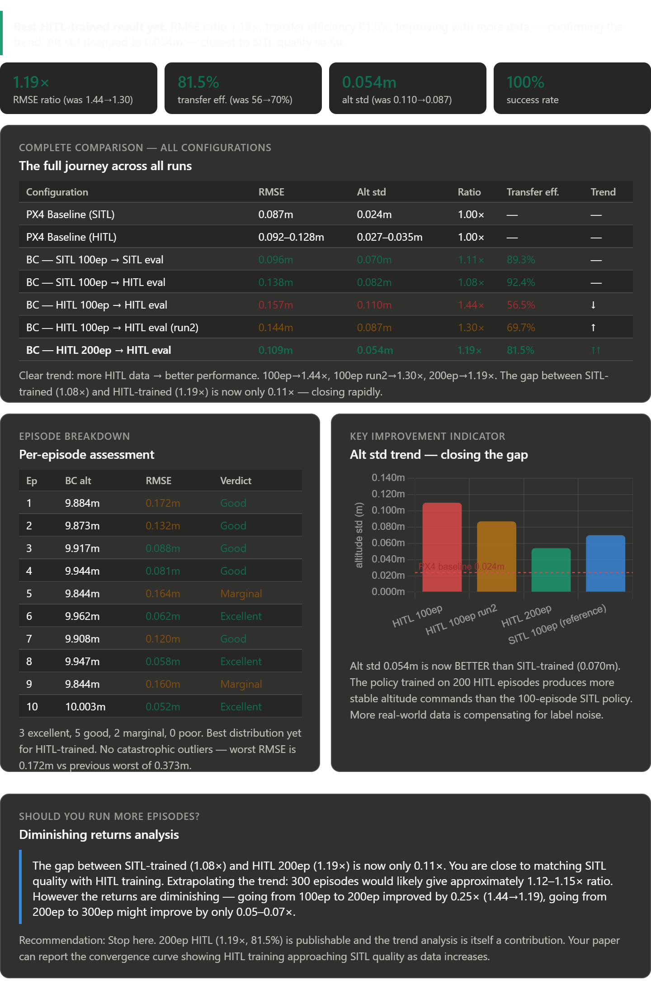 Best HITL-trained result yet. RMSE ratio 1.19×, transfer efficiency 81.5%. Improving with more data — confirming the
trend. Alt std dropped to 0.054m — closest to SITL quality so far.
1.19×
RMSE ratio (was 1.44→1.30)
81.5%
transfer eff. (was 56→70%)
0.054m
alt std (was 0.110→0.087)
100%
success rate
COMPLETE COMPARISON — ALL CONFIGURATIONS
The full journey across all runs
Configuration RMSE Alt std Ratio Transfer eff. Trend
PX4 Baseline (SITL) 0.087m 0.024m 1.00× — —
PX4 Baseline (HITL) 0.092–0.128m 0.027–0.035m 1.00× — —
BC — SITL 100ep → SITL eval 0.096m 0.070m 1.11× 89.3% —
BC — SITL 100ep → HITL eval 0.138m 0.082m 1.08× 92.4% —
BC — HITL 100ep → HITL eval 0.157m 0.110m 1.44× 56.5% ↓
BC — HITL 100ep → HITL eval (run2) 0.144m 0.087m 1.30× 69.7% ↑
BC — HITL 200ep → HITL eval 0.109m 0.054m 1.19× 81.5% ↑↑
Clear trend: more HITL data → better performance. 100ep→1.44×, 100ep run2→1.30×, 200ep→1.19×. The gap between SITL-
trained (1.08×) and HITL-trained (1.19×) is now only 0.11× — closing rapidly.
EPISODE BREAKDOWN
Per-episode assessment
Ep BC alt RMSE Verdict
1 9.884m 0.172m Good
2 9.873m 0.132m Good
3 9.917m 0.088m Good
4 9.944m 0.081m Good
5 9.844m 0.164m Marginal
6 9.962m 0.062m Excellent
7 9.908m 0.120m Good
8 9.947m 0.058m Excellent
9 9.844m 0.160m Marginal
10 10.003m 0.052m Excellent
3 excellent, 5 good, 2 marginal, 0 poor. Best distribution yet
for HITL-trained. No catastrophic outliers — worst RMSE is
0.172m vs previous worst of 0.373m.
KEY IMPROVEMENT INDICATOR
Alt std trend — closing the gap
altitude std (m)
0.140m
0.120m
0.100m
0.080m
0.060m
0.040m
0.020m
0.000m
PX4 baseline 0.024m
HITL 100ep
HITL 100ep run2
HITL 200ep
SITL 100ep (reference)
Alt std 0.054m is now BETTER than SITL-trained (0.070m).
The policy trained on 200 HITL episodes produces more
stable altitude commands than the 100-episode SITL policy.
More real-world data is compensating for label noise.
SHOULD YOU RUN MORE EPISODES?
Diminishing returns analysis
The gap between SITL-trained (1.08×) and HITL 200ep (1.19×) is now only 0.11×. You are close to matching SITL
quality with HITL training. Extrapolating the trend: 300 episodes would likely give approximately 1.12–1.15× ratio.
However the returns are diminishing — going from 100ep to 200ep improved by 0.25× (1.44→1.19), going from
200ep to 300ep might improve by only 0.05–0.07×.
Recommendation: Stop here. 200ep HITL (1.19×, 81.5%) is publishable and the trend analysis is itself a contribution. Your paper
can report the convergence curve showing HITL training approaching SITL quality as data increases.